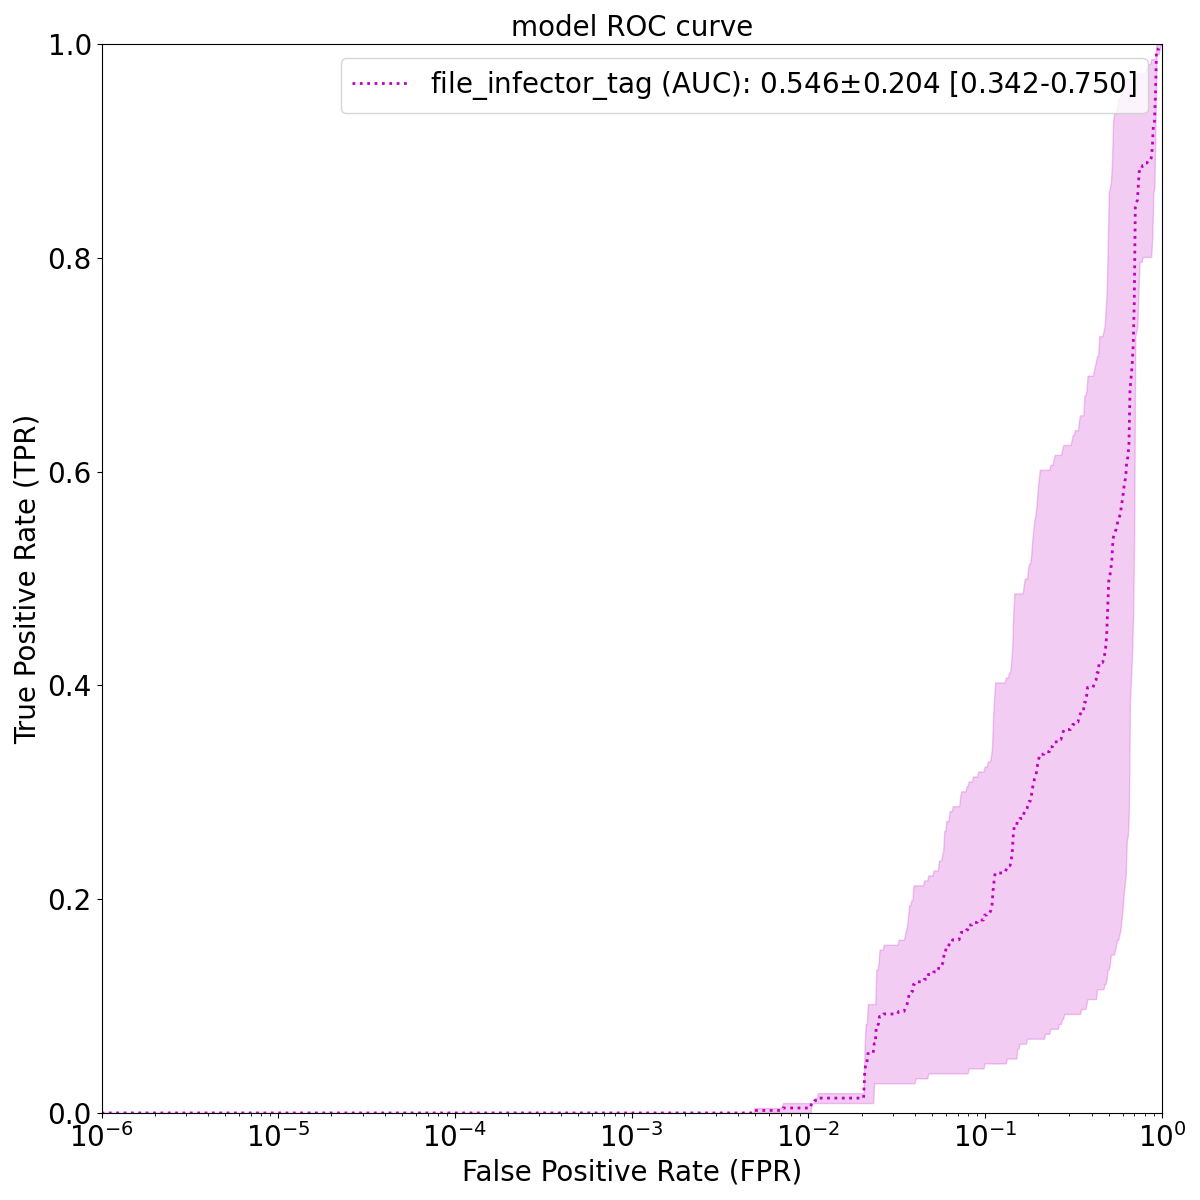 model ROC curve
file_infector_tag (AUC): 0.546±0.204 [0.342-0.750]
True Positive Rate (TPR)
1.0
0.8
0.6
0.4
0.2
0.0
10⁻⁶ 10⁻⁵ 10⁻⁴ 10⁻³ 10⁻² 10⁻¹ 10⁰
False Positive Rate (FPR)